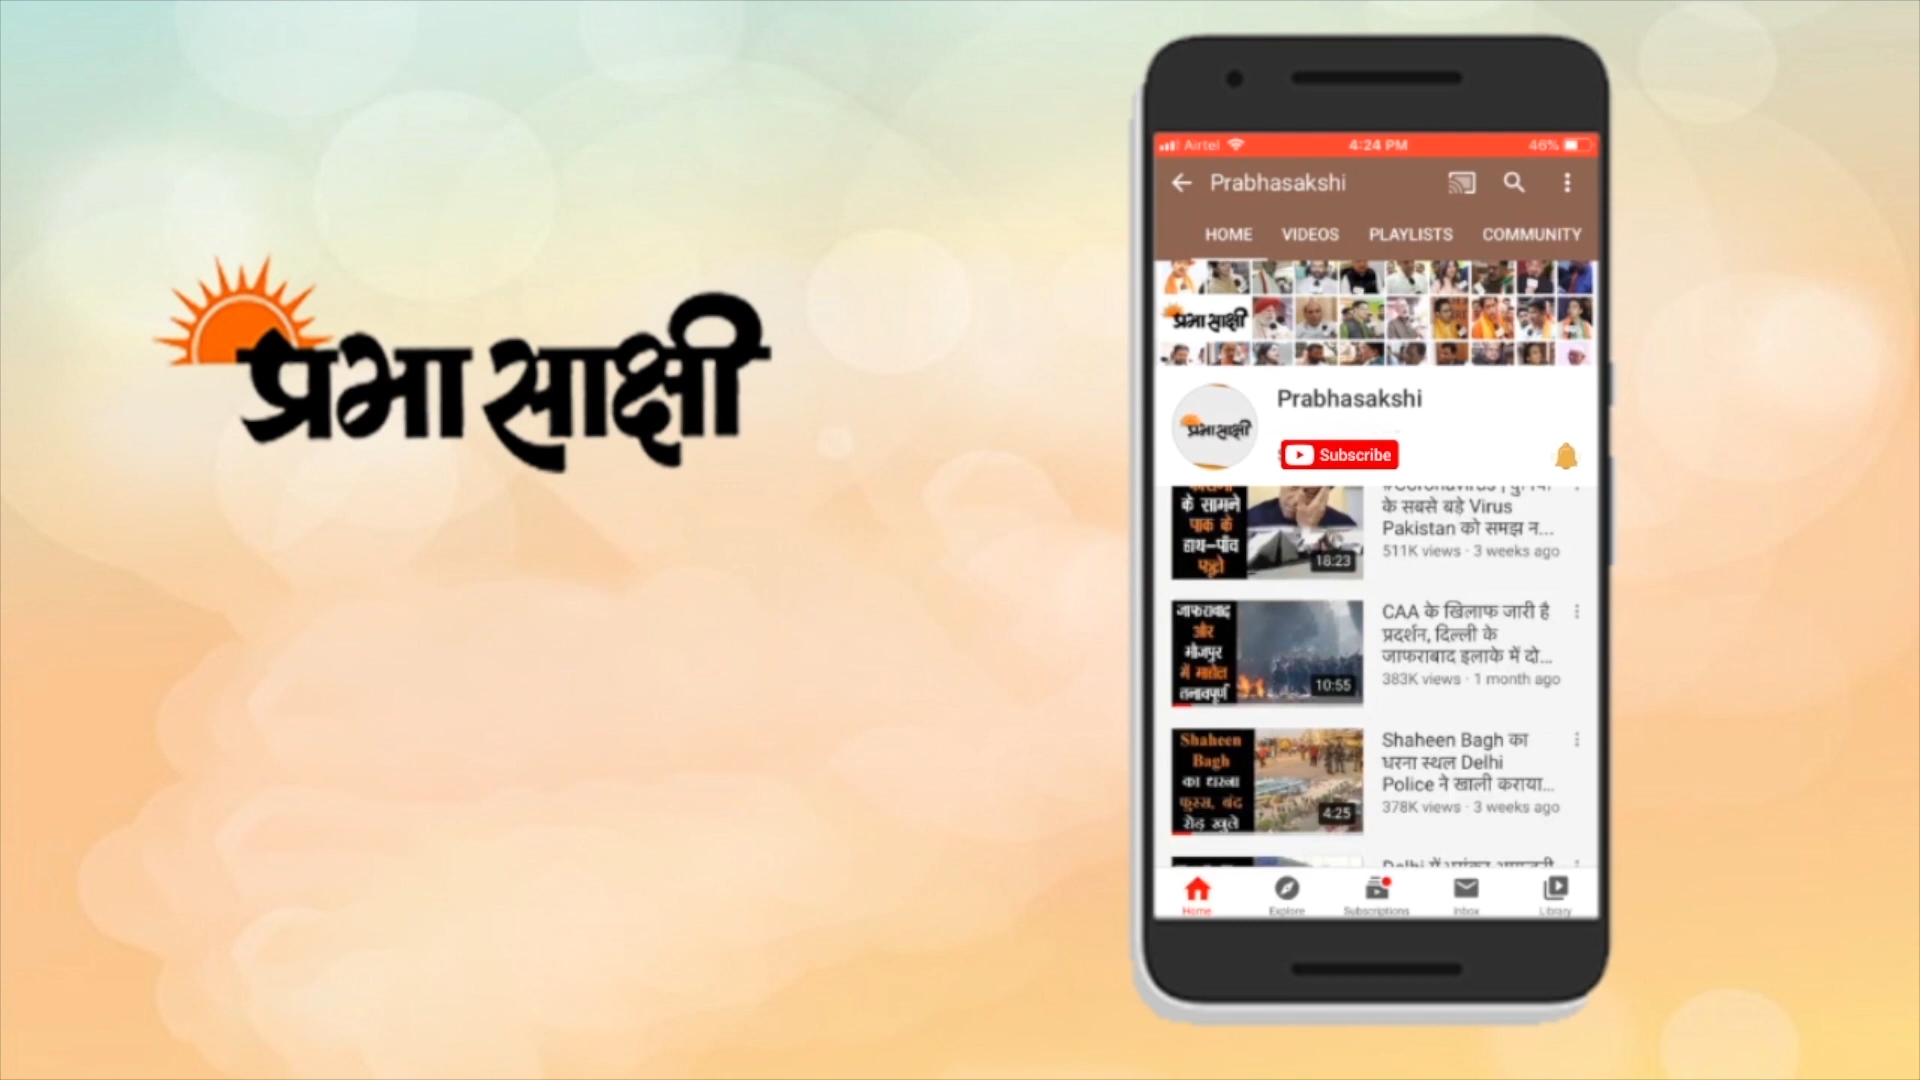 प्रभासाक्षी
Airtel
4:24 PM
46%
Prabhasakshi
HOME VIDEOS PLAYLISTS COMMUNITY
प्रभासाक्षी
Prabhasakshi
प्रभासाक्षी
Subscribe
के सामने
पाक के
हाथ-पाँव
फूले
18:23
के सबसे बड़े Virus
Pakistan को समझ न...
511K views · 3 weeks ago
जाफराबाद
और
मौजपुर
में माहौल
तनावपूर्ण
10:55
CAA के खिलाफ जारी है
प्रदर्शन, दिल्ली के
जाफराबाद इलाके में दो...
383K views · 1 month ago
Shaheen
Bagh
का धरना
फुस्स, बंद
रोड खुले
4:25
Shaheen Bagh का
धरना स्थल Delhi
Police ने खाली कराया...
378K views · 3 weeks ago
Home Explore Subscriptions Inbox Library